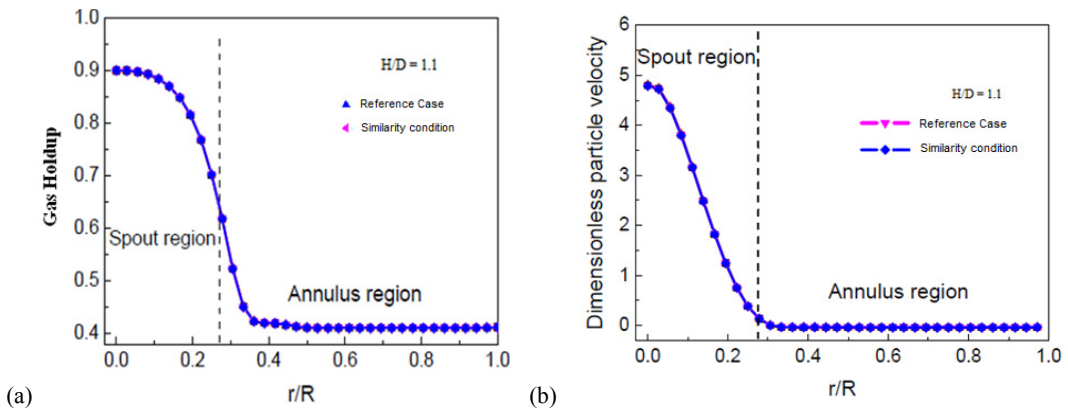 1.0
0.9
0.8
0.7
0.6
0.5
0.4
Gas Holdup
H/D = 1.1
Reference Case
Similarity condition
Spout region
Annulus region
0.0 0.2 0.4 0.6 0.8 1.0
r/R
(a)
6
5
4
3
2
1
0
Dimensionless particle velocity
Spout region
H/D = 1.1
Reference Case
Similarity condition
Annulus region
0.0 0.2 0.4 0.6 0.8 1.0
r/R
(b)